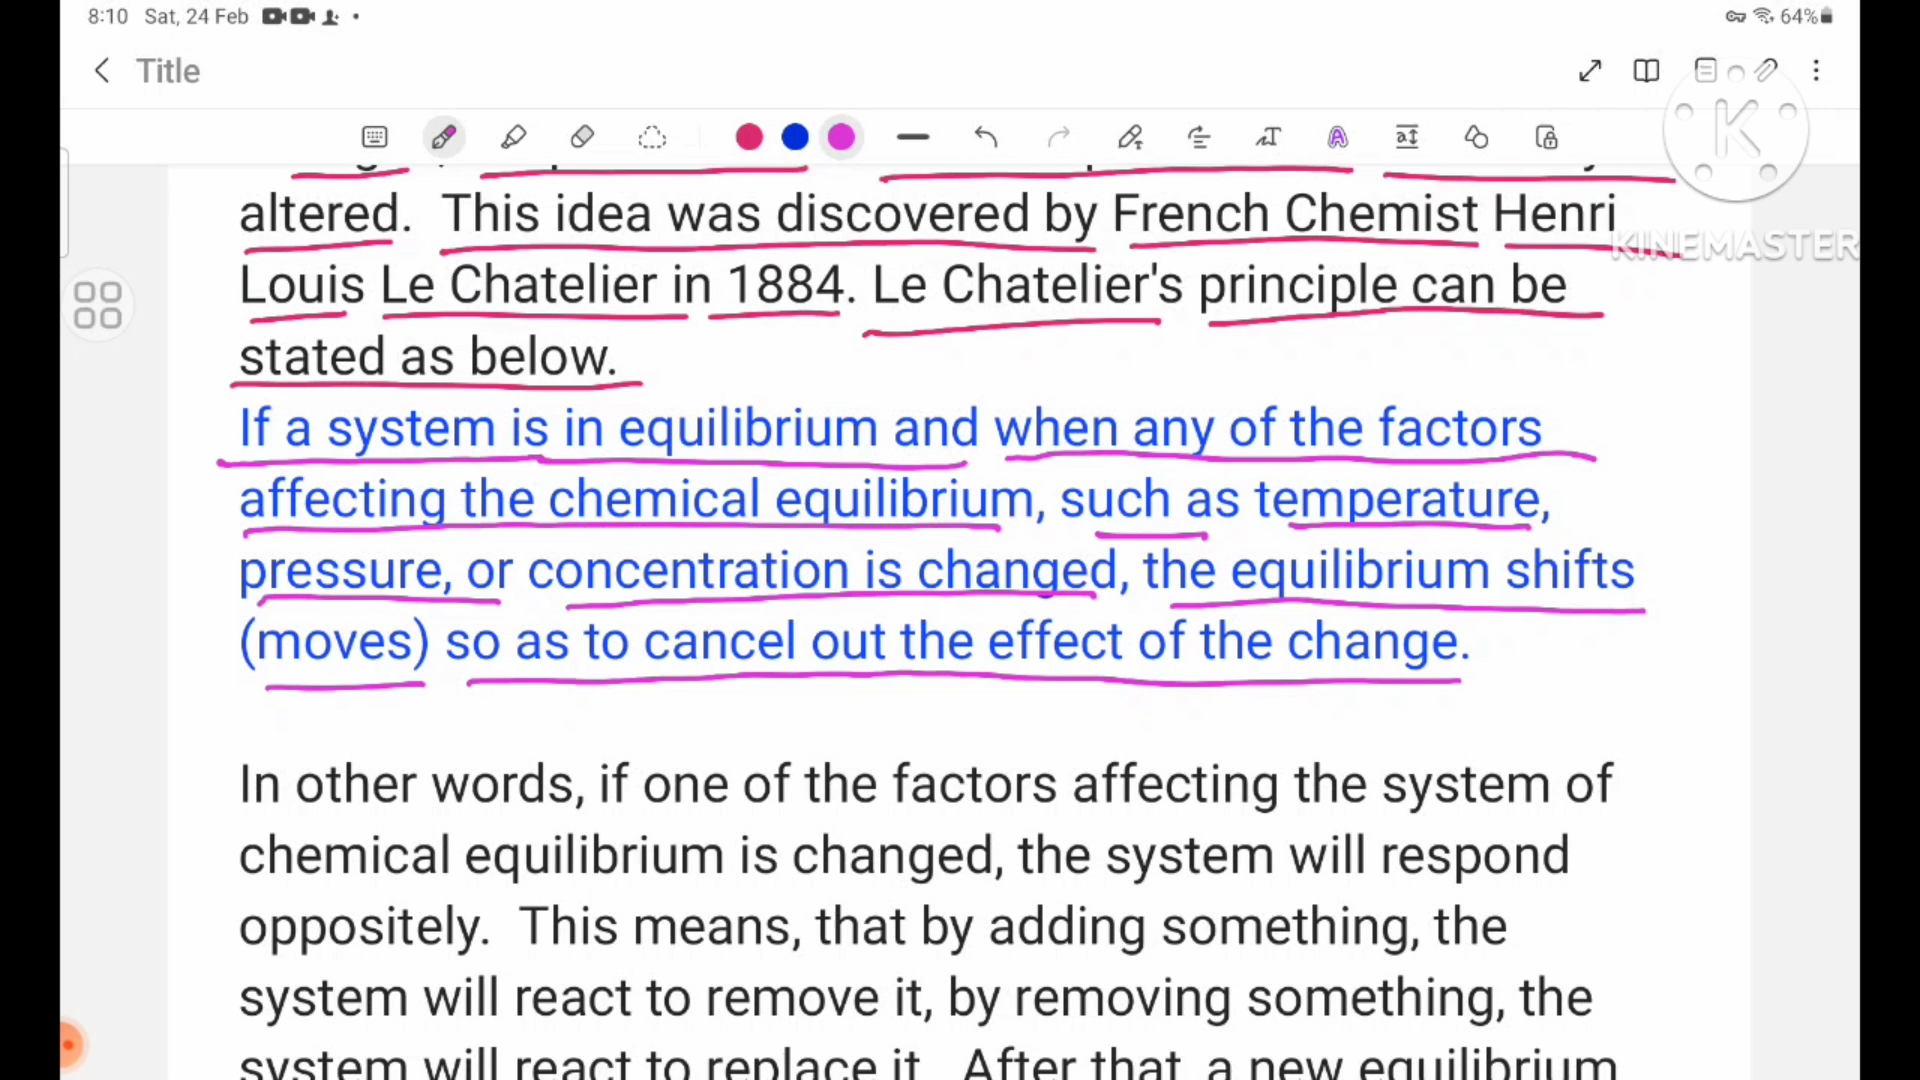 8:10 Sat, 24 Feb
64%
Title
K
KINEMASTER
altered. This idea was discovered by French Chemist Henri
Louis Le Chatelier in 1884. Le Chatelier's principle can be
stated as below.
If a system is in equilibrium and when any of the factors
affecting the chemical equilibrium, such as temperature,
pressure, or concentration is changed, the equilibrium shifts
(moves) so as to cancel out the effect of the change.
In other words, if one of the factors affecting the system of
chemical equilibrium is changed, the system will respond
oppositely. This means, that by adding something, the
system will react to remove it, by removing something, the
system will react to replace it. After that, a new equilibrium